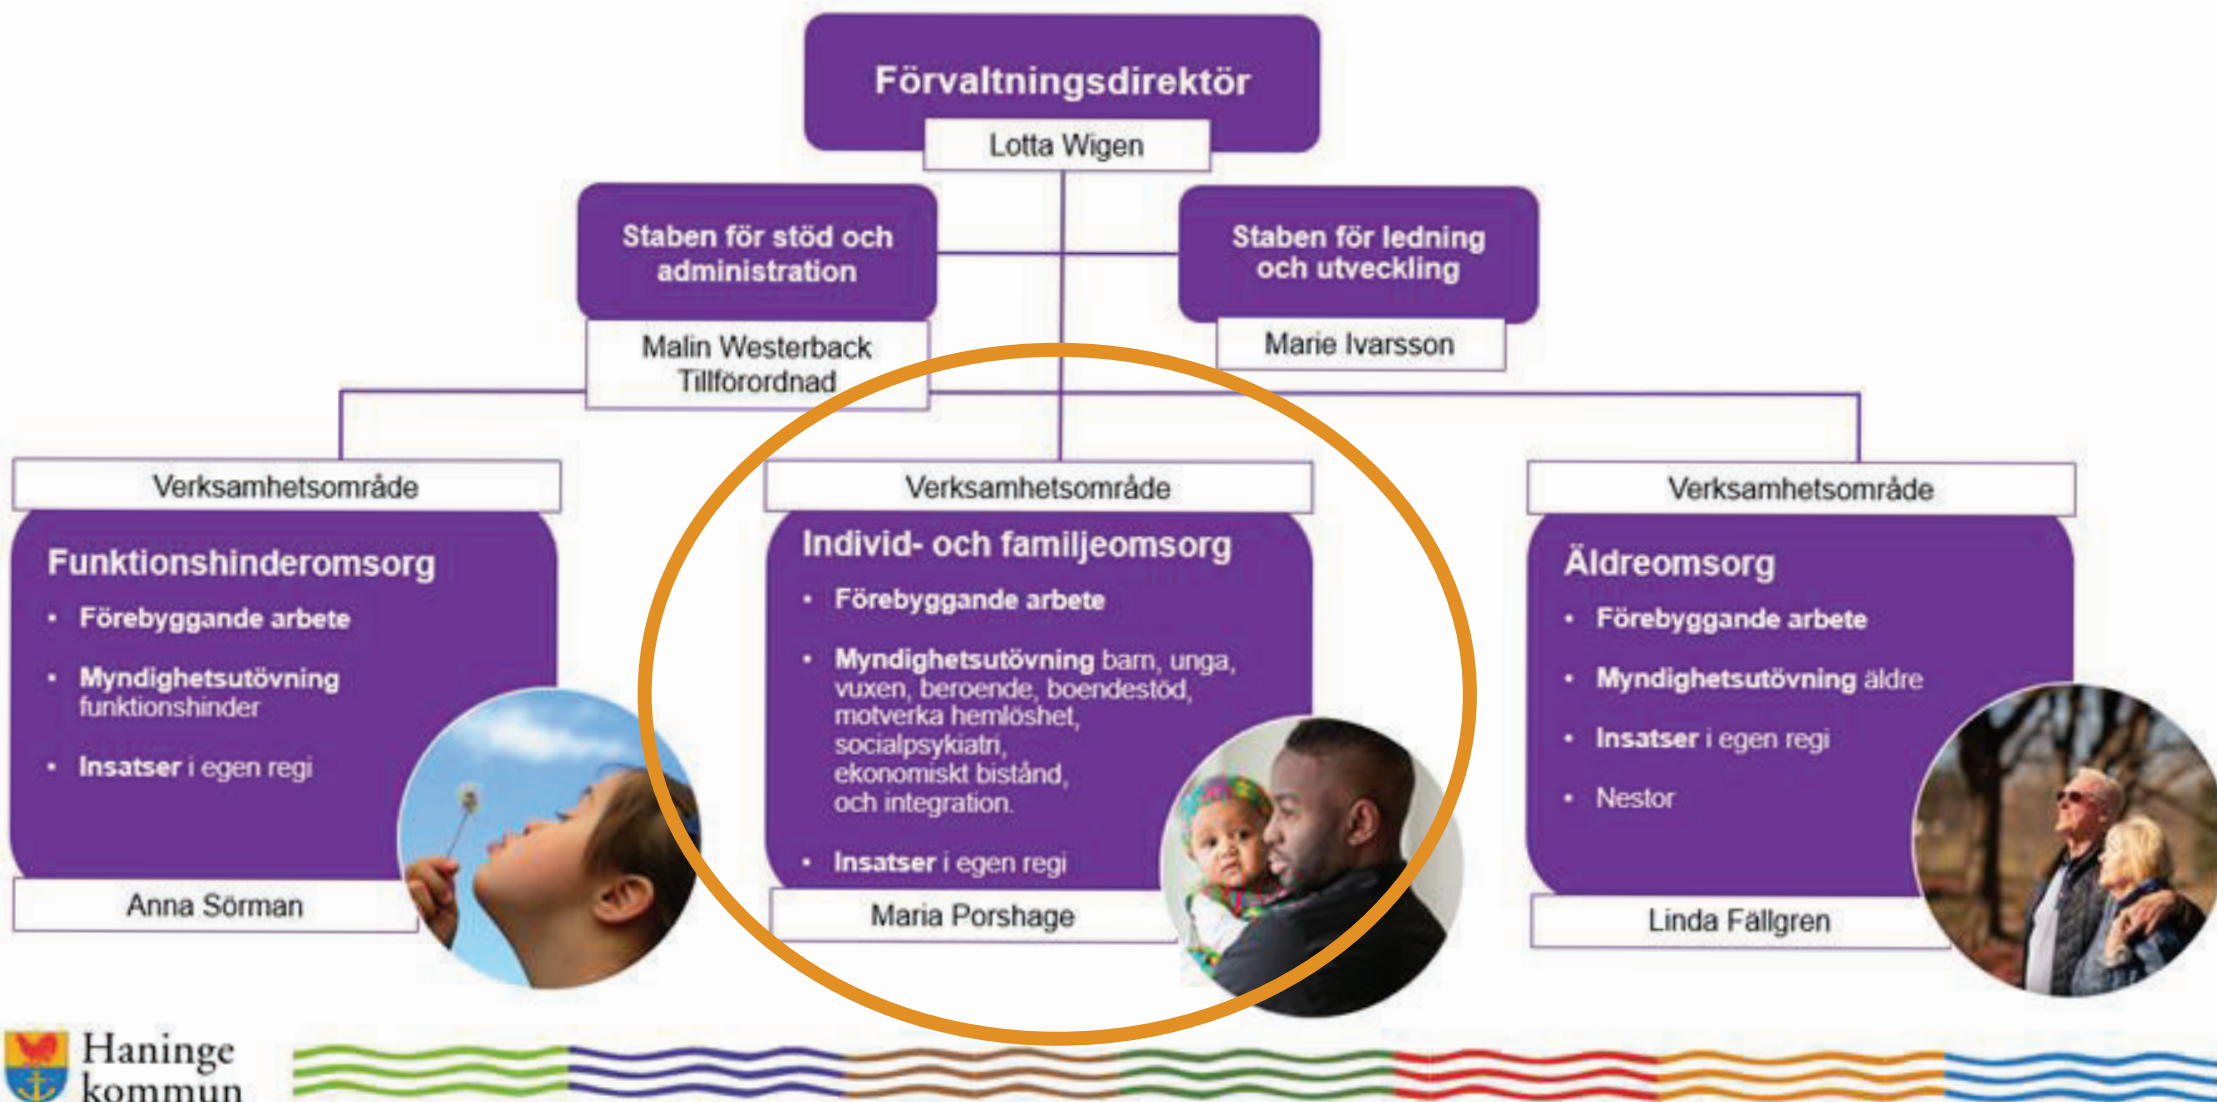 Förvaltningsdirektör
Lotta Wigen
Staben för stöd och
administration
Malin Westerback
Tillförordnad
Staben för ledning
och utveckling
Marie Ivarsson
Verksamhetsområde
Funktionshinderomsorg
• Förebyggande arbete
• Myndighetsutövning
funktionshinder
• Insatser i egen regi
Anna Sörman
Verksamhetsområde
Individ- och familjeomsorg
• Förebyggande arbete
• Myndighetsutövning barn, unga,
vuxen, beroende, boendestöd,
motverka hemlöshet,
socialpsykiatri,
ekonomiskt bistånd,
och integration.
• Insatser i egen regi
Maria Porshage
Verksamhetsområde
Äldreomsorg
• Förebyggande arbete
• Myndighetsutövning äldre
• Insatser i egen regi
• Nestor
Linda Fällgren
Haninge
kommun